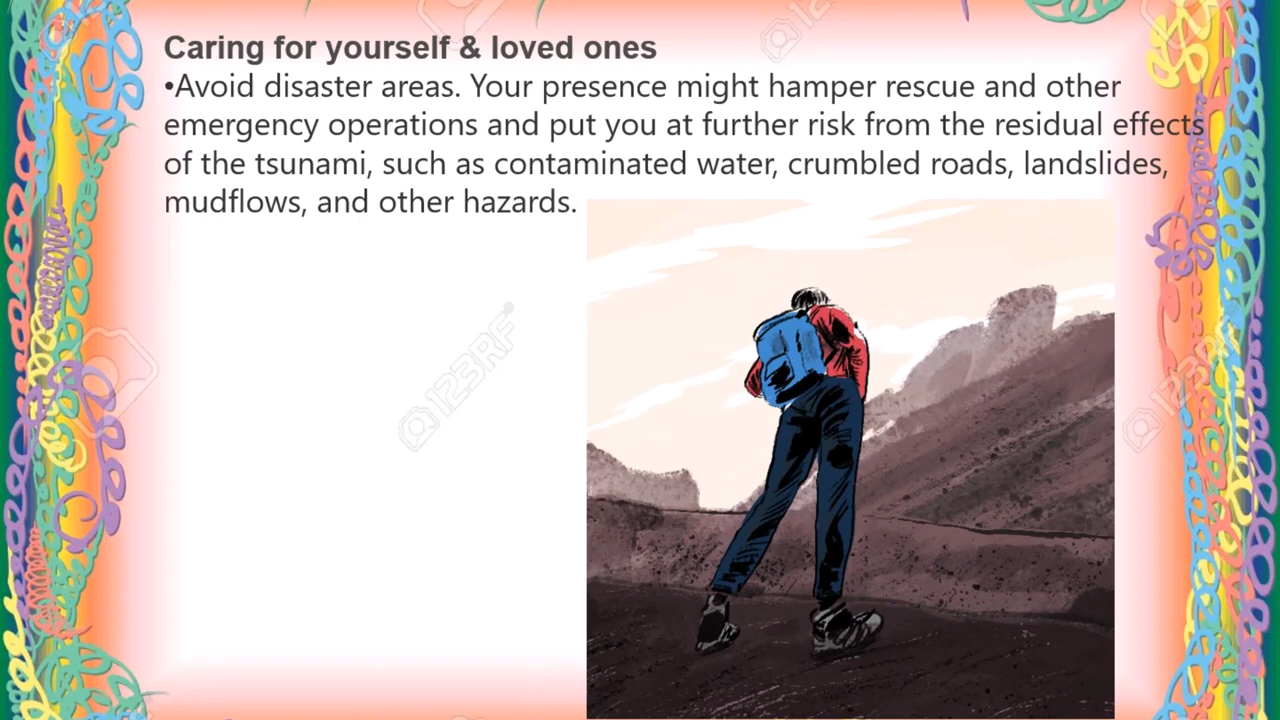 Caring for yourself & loved ones
•Avoid disaster areas. Your presence might hamper rescue and other
emergency operations and put you at further risk from the residual effects
of the tsunami, such as contaminated water, crumbled roads, landslides,
mudflows, and other hazards.
123RF
123RF